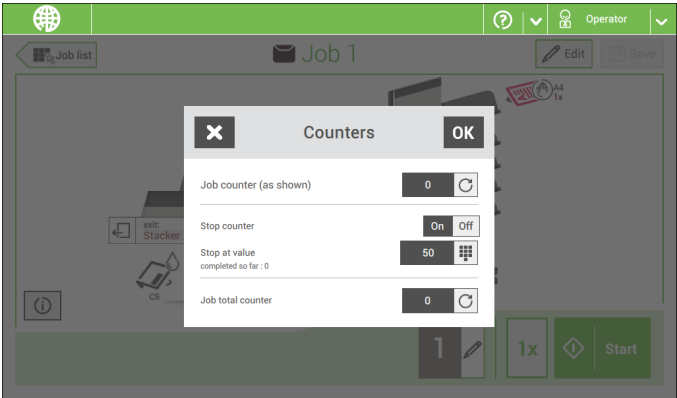 Operator
Job list
Job 1
Edit
Save
A4
1x
Counters
OK
Job counter (as shown)
0
Stop counter
On
Off
exit:
Stacker
Stop at value
50
completed so far : 0
C5
Job total counter
0
1
1x
Start